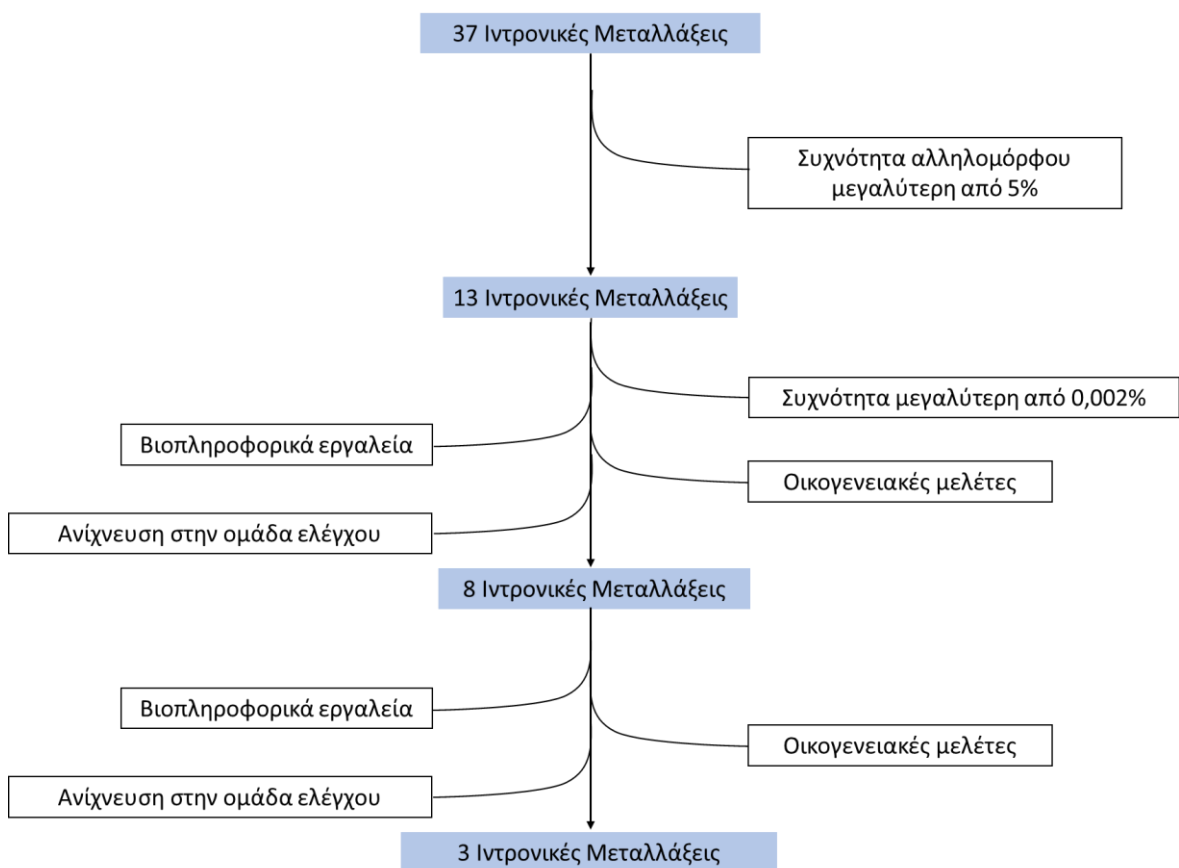 37 Ιντρονικές Μεταλλάξεις
Συχνότητα αλληλομόρφου
μεγαλύτερη από 5%
13 Ιντρονικές Μεταλλάξεις
Συχνότητα μεγαλύτερη από 0,002%
Βιοπληροφορικά εργαλεία
Οικογενειακές μελέτες
Ανίχνευση στην ομάδα ελέγχου
8 Ιντρονικές Μεταλλάξεις
Βιοπληροφορικά εργαλεία
Οικογενειακές μελέτες
Ανίχνευση στην ομάδα ελέγχου
3 Ιντρονικές Μεταλλάξεις